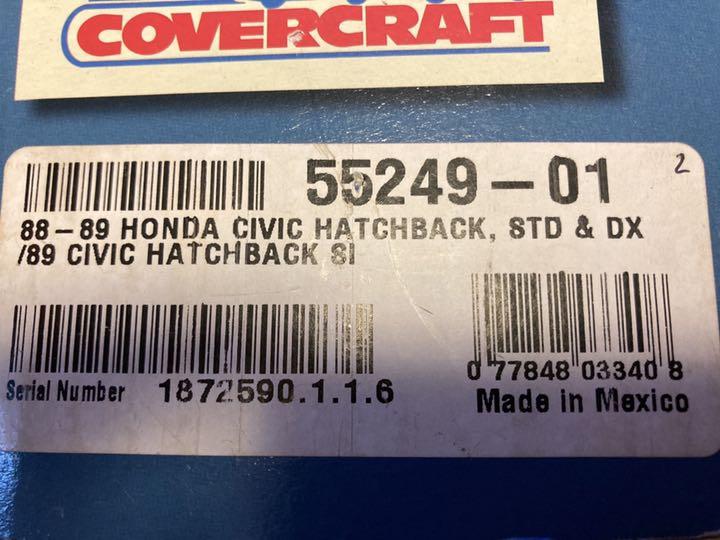 COVERCRAFT
55249-01
2
88-89 HONDA CIVIC HATCHBACK, STD & DX
/89 CIVIC HATCHBACK SI
Serial Number 1872590.1.1.6
0 77848 03340 8
Made in Mexico